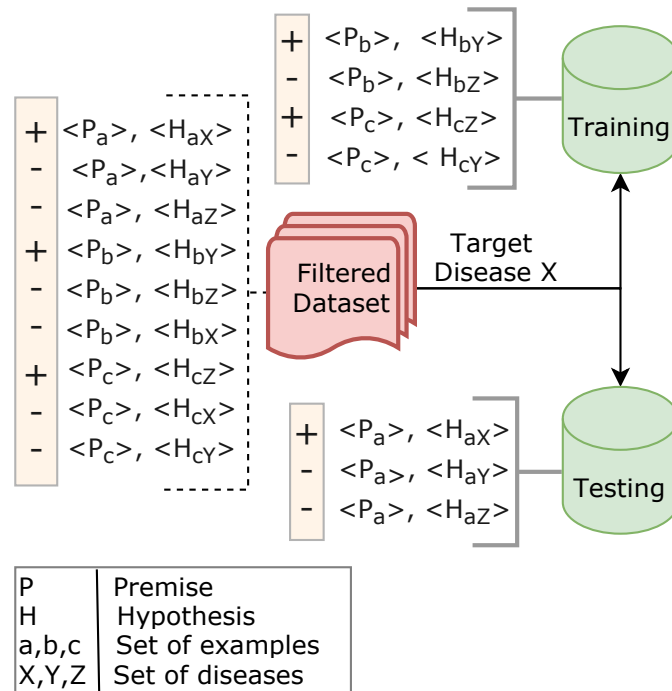 + <Pb>, <HbY>
- <Pb>, <HbZ>
+ <Pc>, <HcZ>
- <Pc>, < HcY>
Training
+ <Pa>, <HaX>
- <Pa>,<HaY>
- <Pa>, <HaZ>
+ <Pb>, <HbY>
- <Pb>, <HbZ>
- <Pb>, <HbX>
+ <Pc>, <HcZ>
- <Pc>, <HcX>
- <Pc>, <HcY>
Filtered
Dataset
Target
Disease X
+ <Pa>, <HaX>
- <Pa>, <HaY>
- <Pa>, <HaZ>
Testing
P Premise
H Hypothesis
a,b,c Set of examples
X,Y,Z Set of diseases